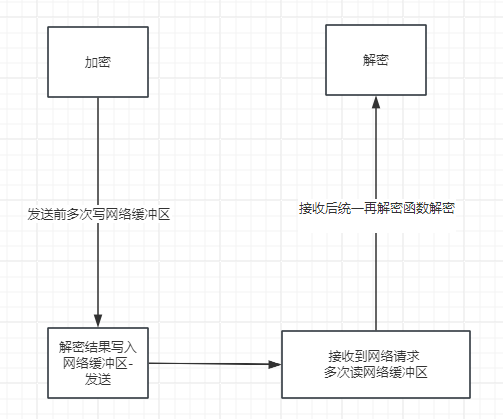 加密
解密
发送前多次写网络缓冲区
接收后统一再解密函数解密
解密结果写入
网络缓冲区-
发送
接收到网络请求
多次读网络缓冲区